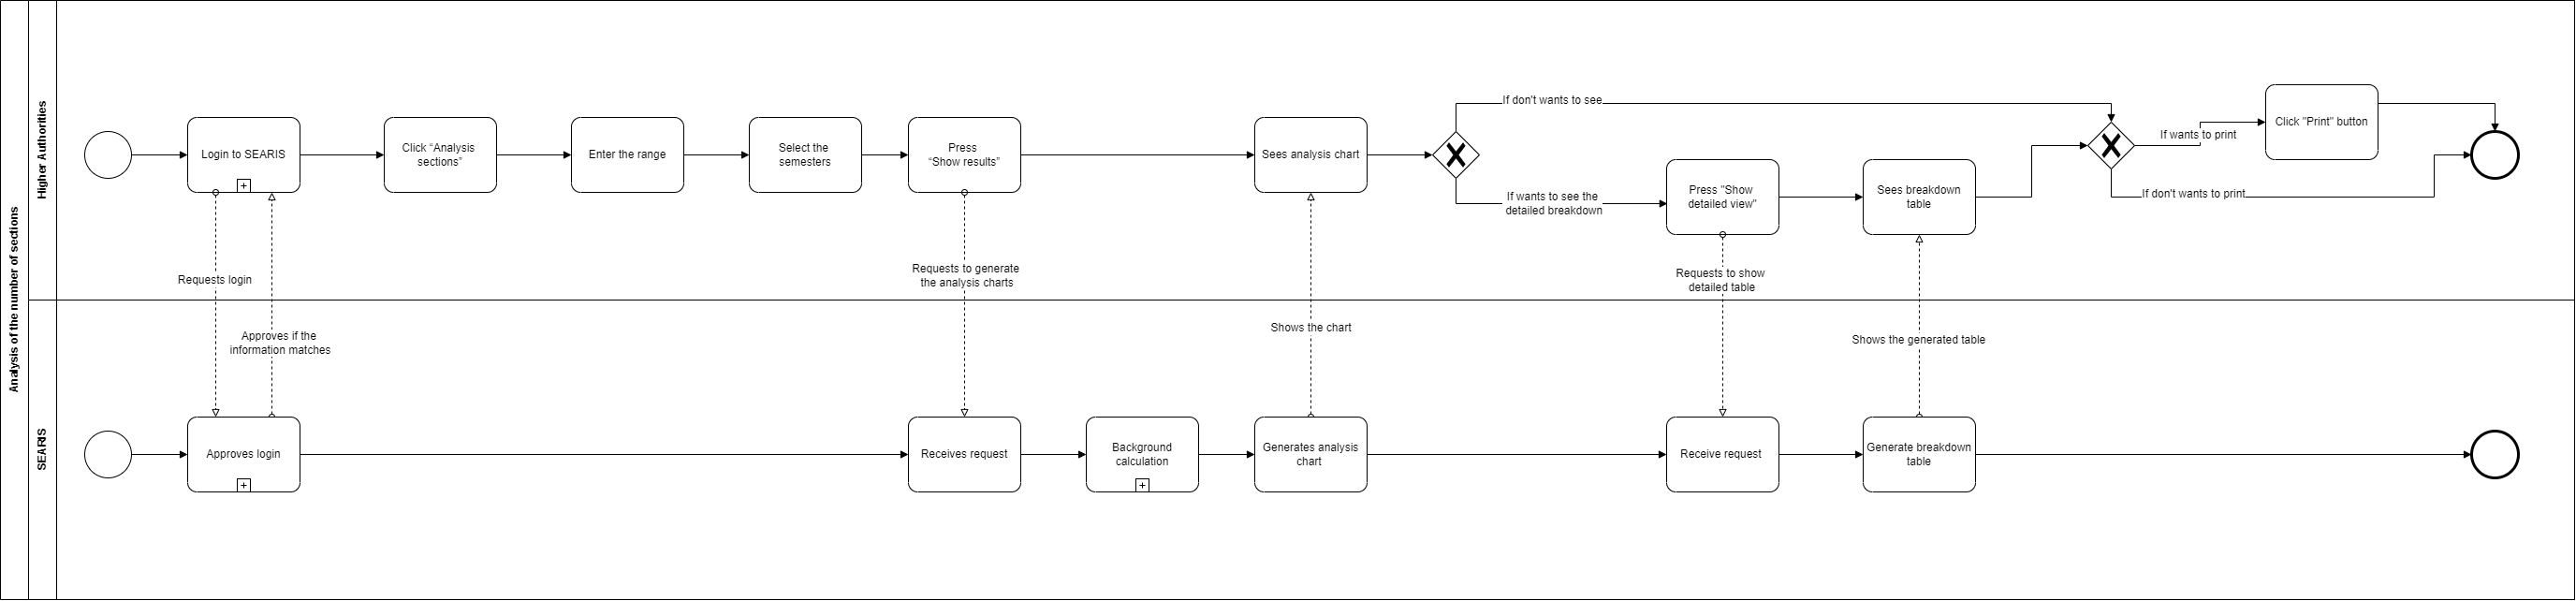 Analysis of the number of sections
Higher Authorities
Login to SEARIS
Click “Analysis
sections”
Enter the range
Select the
semesters
Press
“Show results”
Sees analysis chart
If don't wants to see
If wants to see the
detailed breakdown
Press "Show
detailed view"
Sees breakdown
table
If wants to print
If don't wants to print
Click "Print" button
Requests login
Approves if the
information matches
Requests to generate
the analysis charts
Shows the chart
Requests to show
detailed table
Shows the generated table
SEARIS
Approves login
Receives request
Background
calculation
Generates analysis
chart
Receive request
Generate breakdown
table